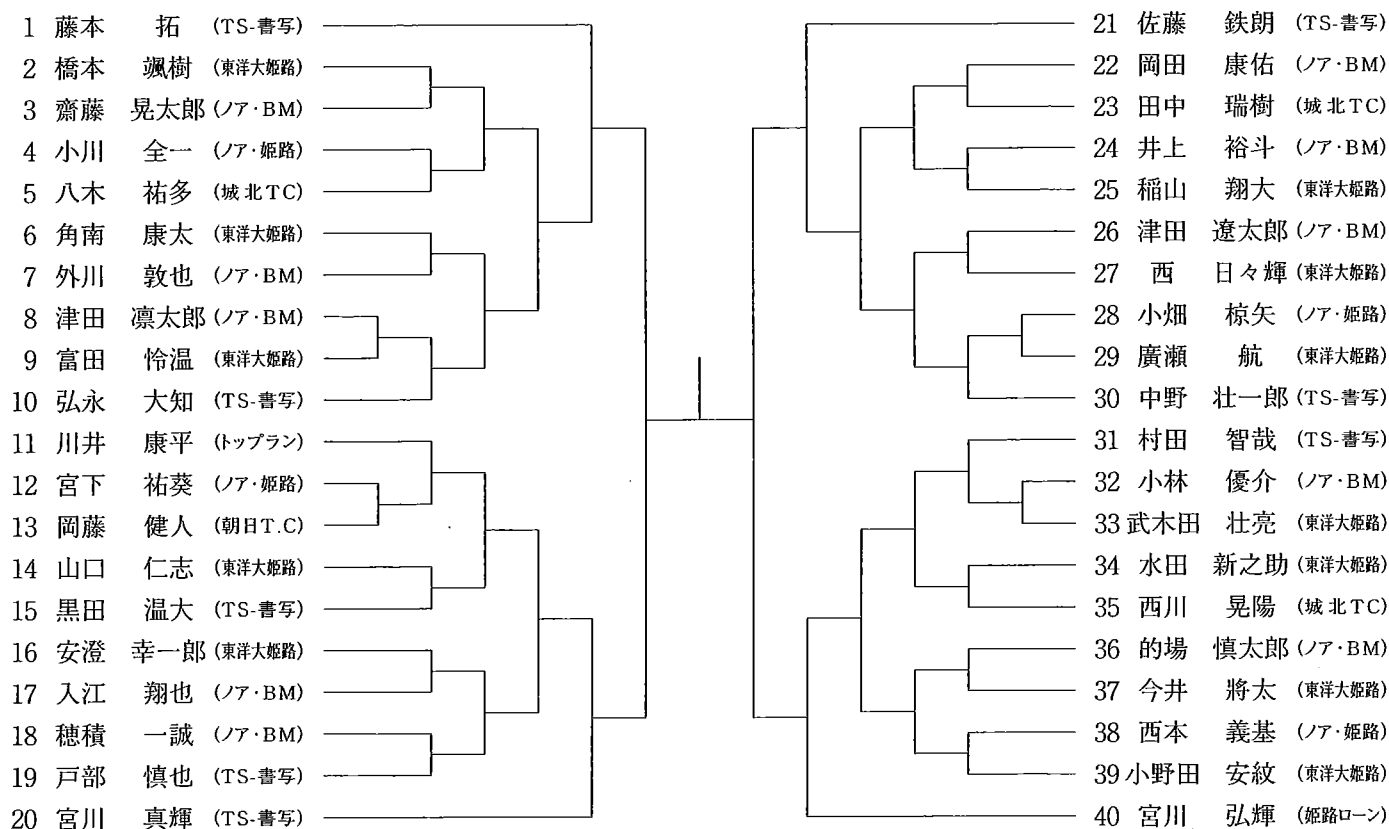 1 藤本 拓 (TS-書写)
2 橋本 颯樹 (東洋大姫路)
3 齋藤 晃太郎 (ノア·BM)
4 小川 全一 (ノア·姫路)
5 八木 祐多 (城北TC)
6 角南 康太 (東洋大姫路)
7 外川 敦也 (ノア·BM)
8 津田 凛太郎 (ノア·BM)
9 富田 怜温 (東洋大姫路)
10 弘永 大知 (TS-書写)
11 川井 康平 (トップラン)
12 宮下 祐葵 (ノア·姫路)
13 岡藤 健人 (朝日T.C)
14 山口 仁志 (東洋大姫路)
15 黒田 温大 (TS-書写)
16 安澄 幸一郎 (東洋大姫路)
17 入江 翔也 (ノア·BM)
18 穂積 一誠 (ノア·BM)
19 戸部 慎也 (TS-書写)
20 宮川 真輝 (TS-書写)
21 佐藤 鉄朗 (TS-書写)
22 岡田 康佑 (ノア·BM)
23 田中 瑞樹 (城北TC)
24 井上 裕斗 (ノア·BM)
25 稲山 翔大 (東洋大姫路)
26 津田 遼太郎 (ノア·BM)
27 西 日々輝 (東洋大姫路)
28 小畑 椋矢 (ノア·姫路)
29 廣瀬 航 (東洋大姫路)
30 中野 壮一郎 (TS-書写)
31 村田 智哉 (TS-書写)
32 小林 優介 (ノア·BM)
33 武木田 壮亮 (東洋大姫路)
34 水田 新之助 (東洋大姫路)
35 西川 晃陽 (城北TC)
36 的場 慎太郎 (ノア·BM)
37 今井 將太 (東洋大姫路)
38 西本 義基 (ノア·姫路)
39 小野田 安紋 (東洋大姫路)
40 宮川 弘輝 (姫路ローン)